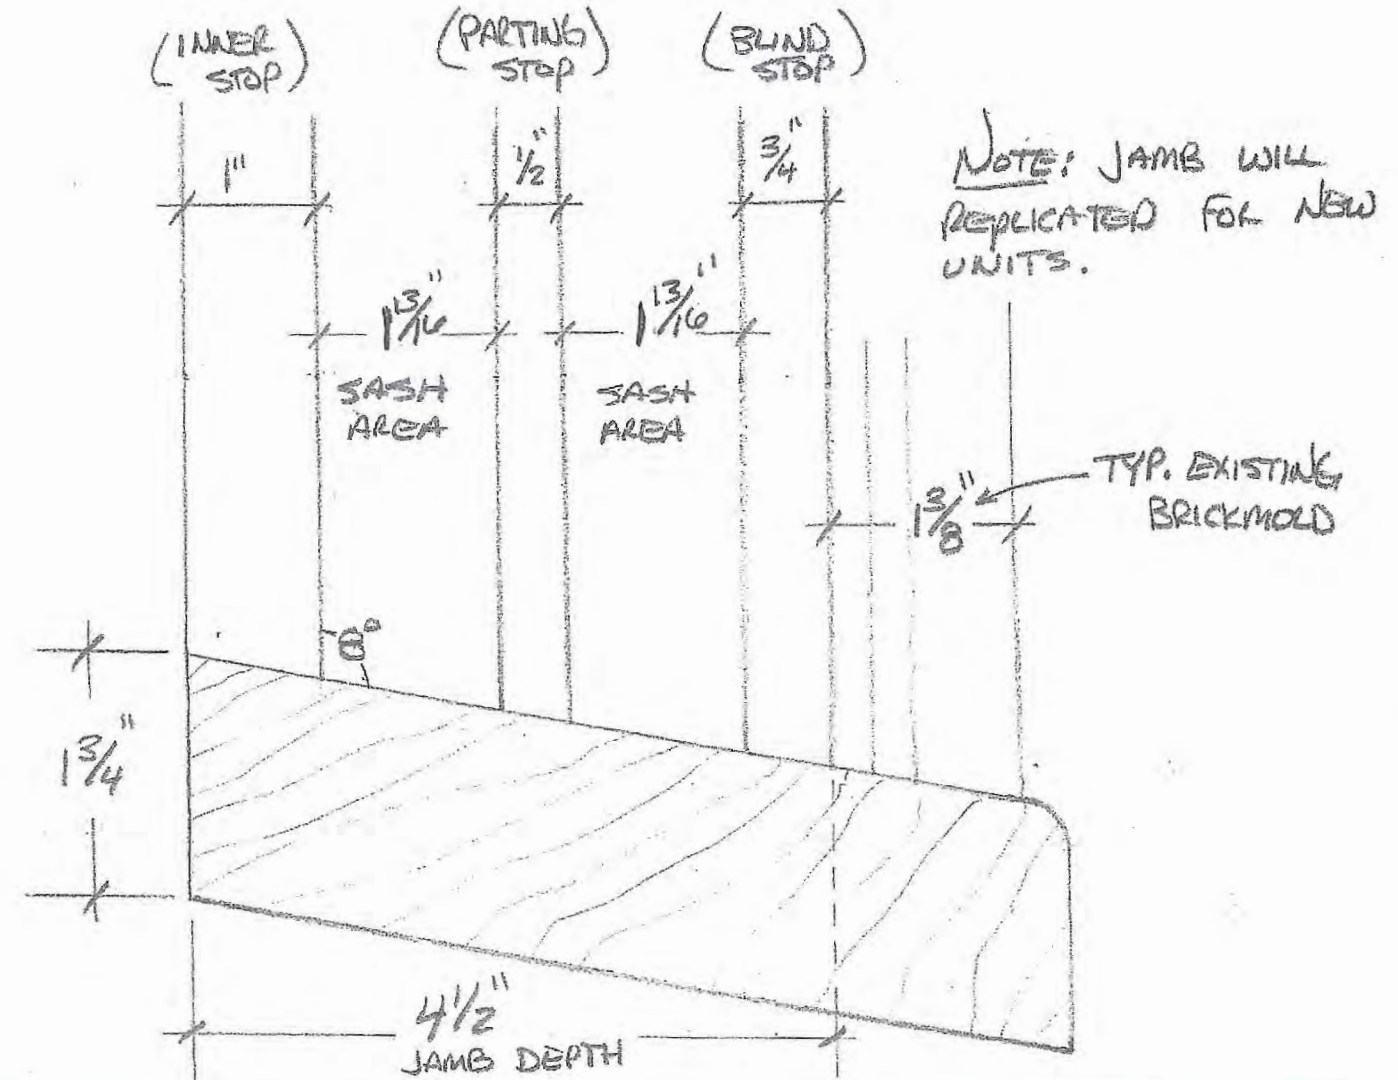 (INNER STOP)
(PARTING STOP)
(BLIND STOP)
1"
1/2"
3/4"
NOTE: JAMB WILL
REPLICATED FOR NEW
UNITS.
1 13/16"
SASH
AREA
1 13/16"
SASH
AREA
1 3/8"
TYP. EXISTING
BRICKMOLD
8°
1 3/4"
4 1/2"
JAMB DEPTH